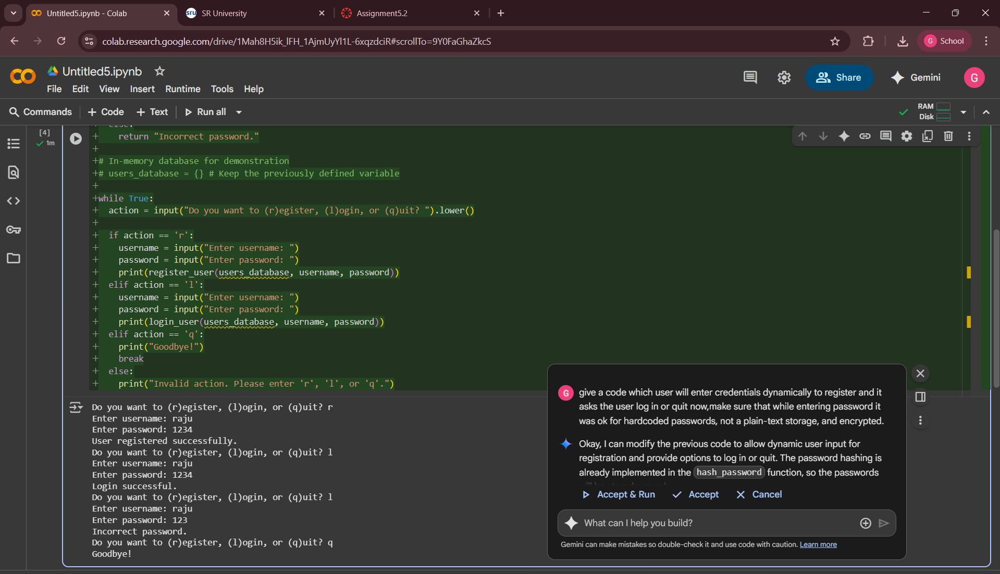 Untitled5.ipynb - Colab
sru
SR University
Assignment5.2
colab.research.google.com/drive/1Mah8H5ik_lFH_1AjmUyYl1L-6xqzdciR#scrollTo=9Y0FaGhaZkcS
G School
Untitled5.ipynb
File Edit View Insert Runtime Tools Help
Share
Gemini
G
Commands
+ Code
+ Text
Run all
RAM
Disk
[4]
1m
+ else:
+ return "Incorrect password."
+
+# In-memory database for demonstration
+# users_database = {} # Keep the previously defined variable
+
+while True:
+ action = input("Do you want to (r)egister, (l)ogin, or (q)uit? ").lower()
+
+ if action == 'r':
+ username = input("Enter username: ")
+ password = input("Enter password: ")
+ print(register_user(users_database, username, password))
+ elif action == 'l':
+ username = input("Enter username: ")
+ password = input("Enter password: ")
+ print(login_user(users_database, username, password))
+ elif action == 'q':
+ print("Goodbye!")
+ break
+ else:
+ print("Invalid action. Please enter 'r', 'l', or 'q'.")
Do you want to (r)egister, (l)ogin, or (q)uit? r
Enter username: raju
Enter password: 1234
User registered successfully.
Do you want to (r)egister, (l)ogin, or (q)uit? l
Enter username: raju
Enter password: 1234
Login successful.
Do you want to (r)egister, (l)ogin, or (q)uit? l
Enter username: raju
Enter password: 123
Incorrect password.
Do you want to (r)egister, (l)ogin, or (q)uit? q
Goodbye!
G
give a code which user will enter credentials dynamically to register and it
asks the user log in or quit now,make sure that while entering password it
was ok for hardcoded passwords, not a plain-text storage, and encrypted.
Okay, I can modify the previous code to allow dynamic user input for
registration and provide options to log in or quit. The password hashing is
already implemented in the hash_password function, so the passwords
Accept & Run
Accept
Cancel
What can I help you build?
Gemini can make mistakes so double-check it and use code with caution. Learn more